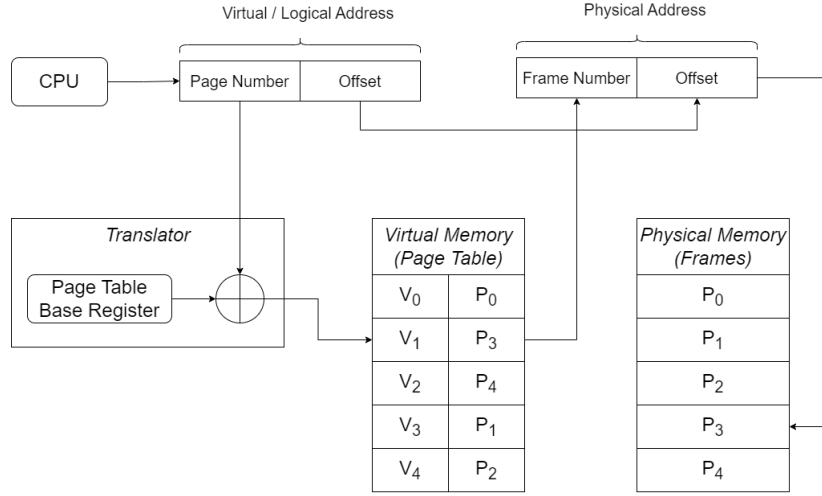 Virtual / Logical Address
Physical Address
CPU
Page Number
Offset
Frame Number
Offset
Translator
Page Table
Base Register
Virtual Memory
(Page Table)
V0 P0
V1 P3
V2 P4
V3 P1
V4 P2
Physical Memory
(Frames)
P0
P1
P2
P3
P4